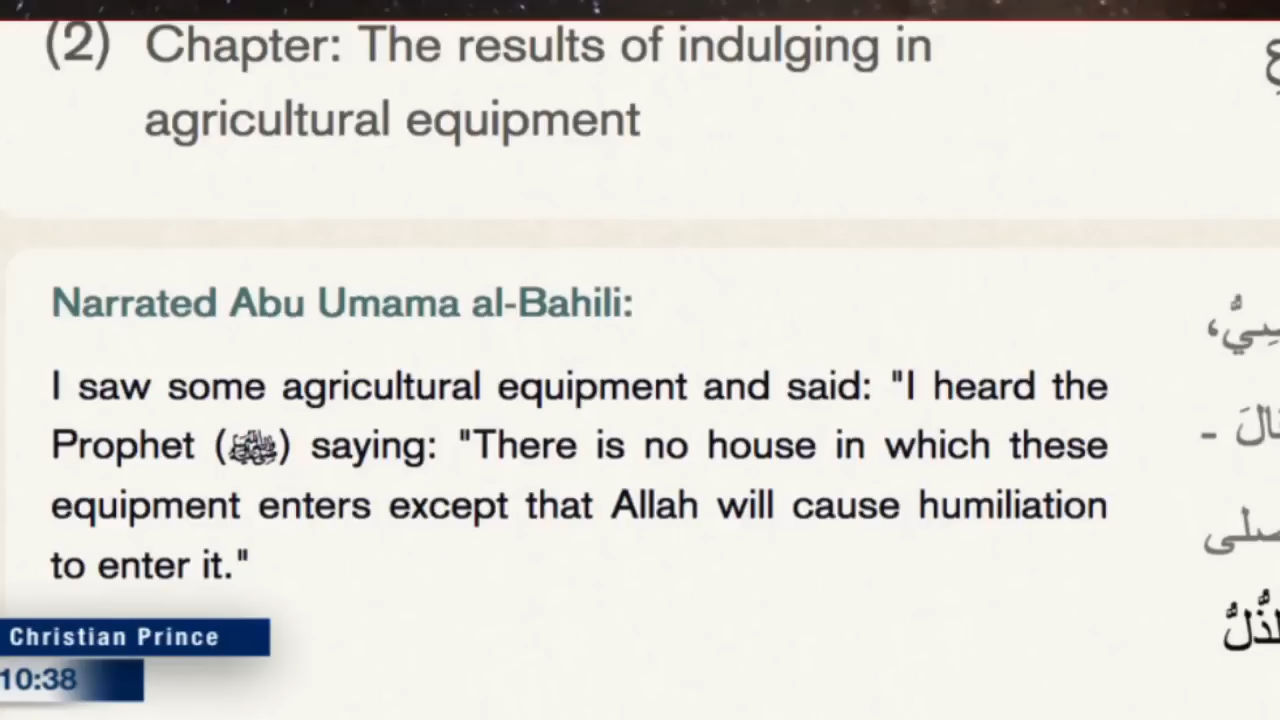 (2) Chapter: The results of indulging in
agricultural equipment
Narrated Abu Umama al-Bahili:
I saw some agricultural equipment and said: "I heard the
Prophet (ﷺ) saying: "There is no house in which these
equipment enters except that Allah will cause humiliation
to enter it."
قَالَ -
صلى
Christian Prince
10:38